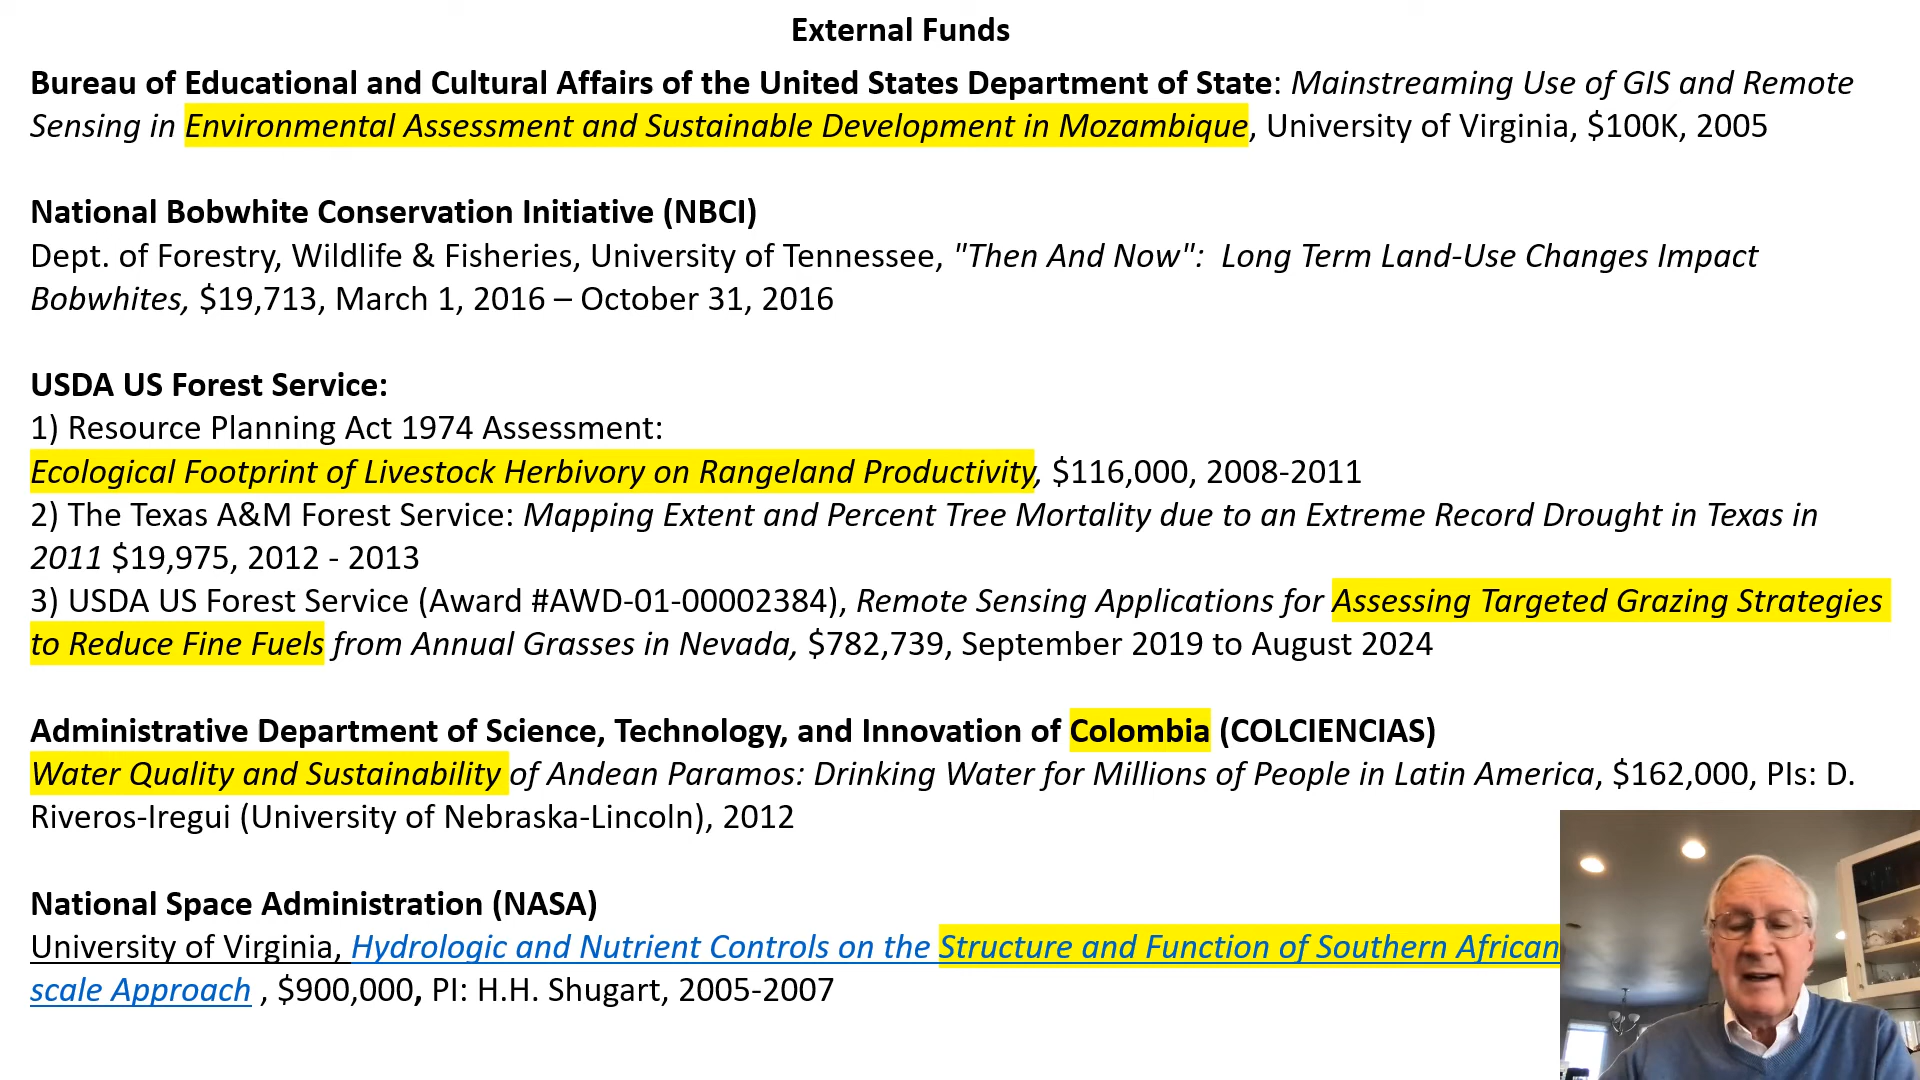 External Funds
Bureau of Educational and Cultural Affairs of the United States Department of State: Mainstreaming Use of GIS and Remote
Sensing in Environmental Assessment and Sustainable Development in Mozambique, University of Virginia, $100K, 2005
National Bobwhite Conservation Initiative (NBCI)
Dept. of Forestry, Wildlife & Fisheries, University of Tennessee, "Then And Now":  Long Term Land-Use Changes Impact
Bobwhites, $19,713, March 1, 2016 – October 31, 2016
USDA US Forest Service:
1) Resource Planning Act 1974 Assessment:
Ecological Footprint of Livestock Herbivory on Rangeland Productivity, $116,000, 2008-2011
2) The Texas A&M Forest Service: Mapping Extent and Percent Tree Mortality due to an Extreme Record Drought in Texas in
2011 $19,975, 2012 - 2013
3) USDA US Forest Service (Award #AWD-01-00002384), Remote Sensing Applications for Assessing Targeted Grazing Strategies
to Reduce Fine Fuels from Annual Grasses in Nevada, $782,739, September 2019 to August 2024
Administrative Department of Science, Technology, and Innovation of Colombia (COLCIENCIAS)
Water Quality and Sustainability of Andean Paramos: Drinking Water for Millions of People in Latin America, $162,000, PIs: D.
Riveros-Iregui (University of Nebraska-Lincoln), 2012
National Space Administration (NASA)
University of Virginia, Hydrologic and Nutrient Controls on the Structure and Function of Southern African
scale Approach , $900,000, PI: H.H. Shugart, 2005-2007